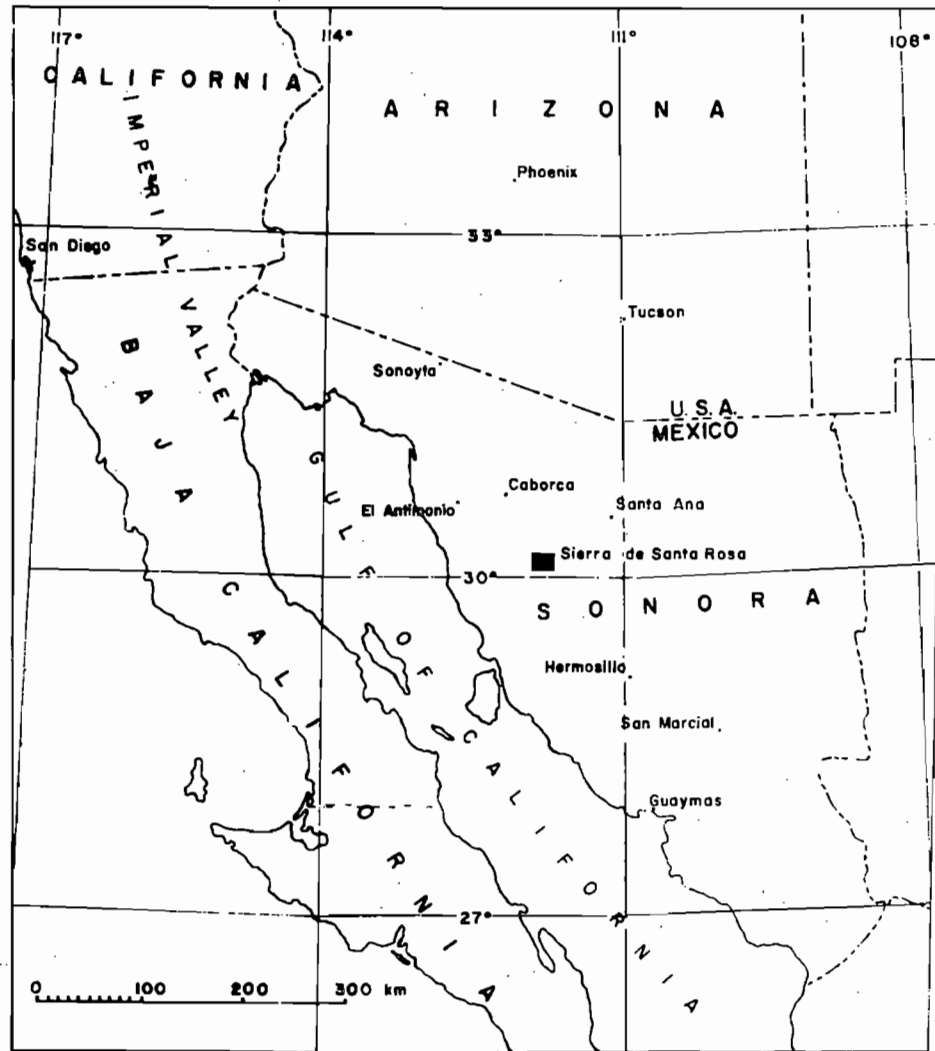 117° 114° 111° 108°
CALIFORNIA
ARIZONA
IMPERIAL VALLEY
Phoenix
33°
San Diego
Tucson
BAJA CALIFORNIA
Sonoyta
U.S.A.
MEXICO
GULF OF CALIFORNIA
Caborca
El Antimonio
Santa Ana
Sierra de Santa Rosa
30°
SONORA
Hermosillo
San Marcial
Guaymas
27°
0 100 200 300 km